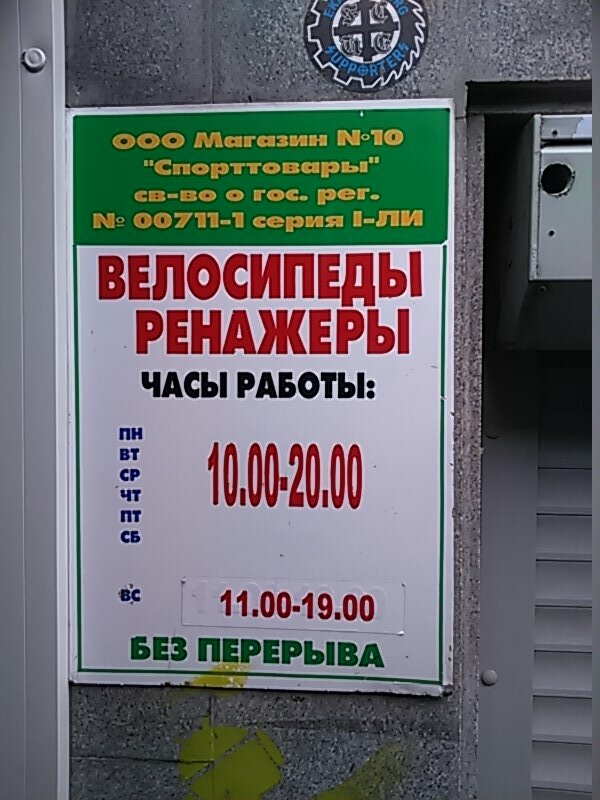 SUPPORTERS
ООО Магазин №10
"Спорттовары"
св-во о гос. рег.
№ 00711-1 серия I-ЛИ
ВЕЛОСИПЕДЫ
РЕНАЖЕРЫ
ЧАСЫ РАБОТЫ:
ПН
ВТ
СР
ЧТ
ПТ
СБ
10.00-20.00
ВС
11.00-19.00
БЕЗ ПЕРЕРЫВА